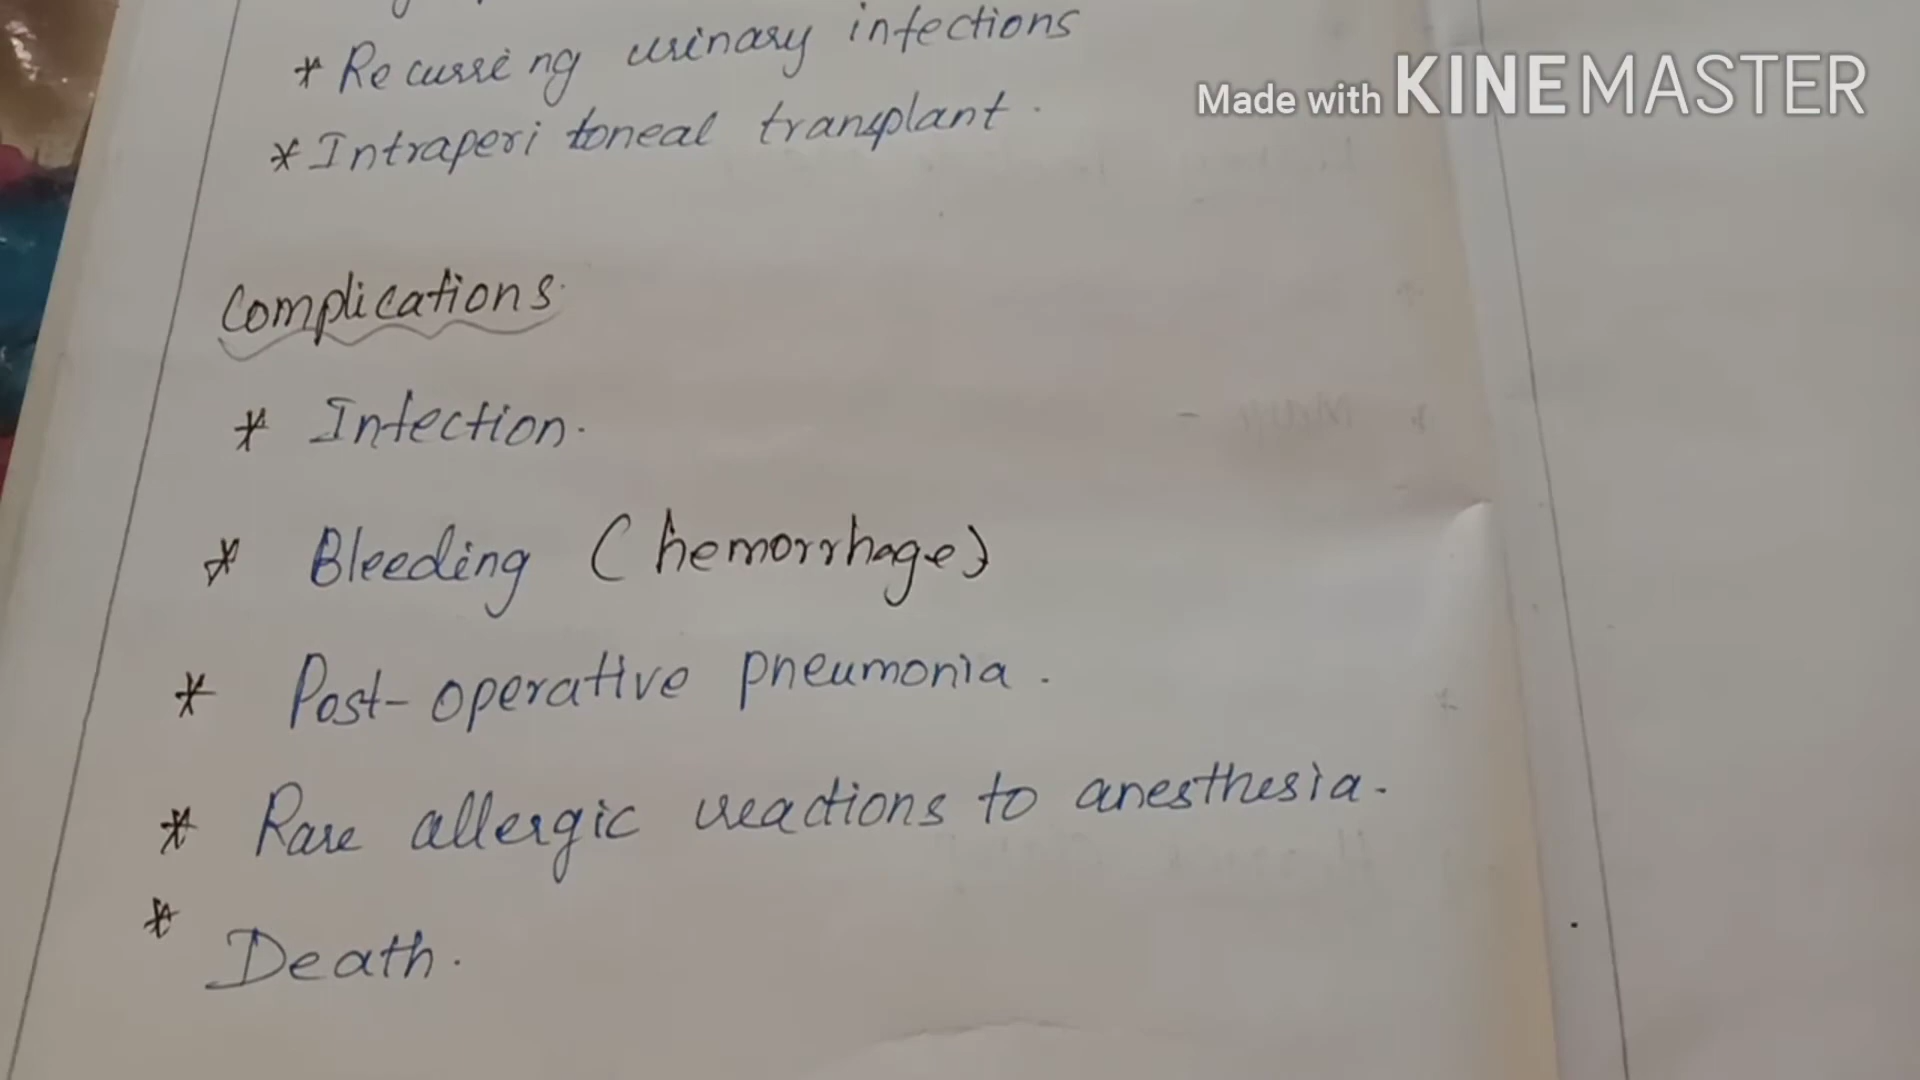 * Recurring urinary infections
* Intraperitoneal transplant.
Made with KINEMASTER
Complications.
* Infection.
* Bleeding (hemorrhage)
* Post-operative pneumonia.
* Rare allergic reactions to anesthesia.
* Death.